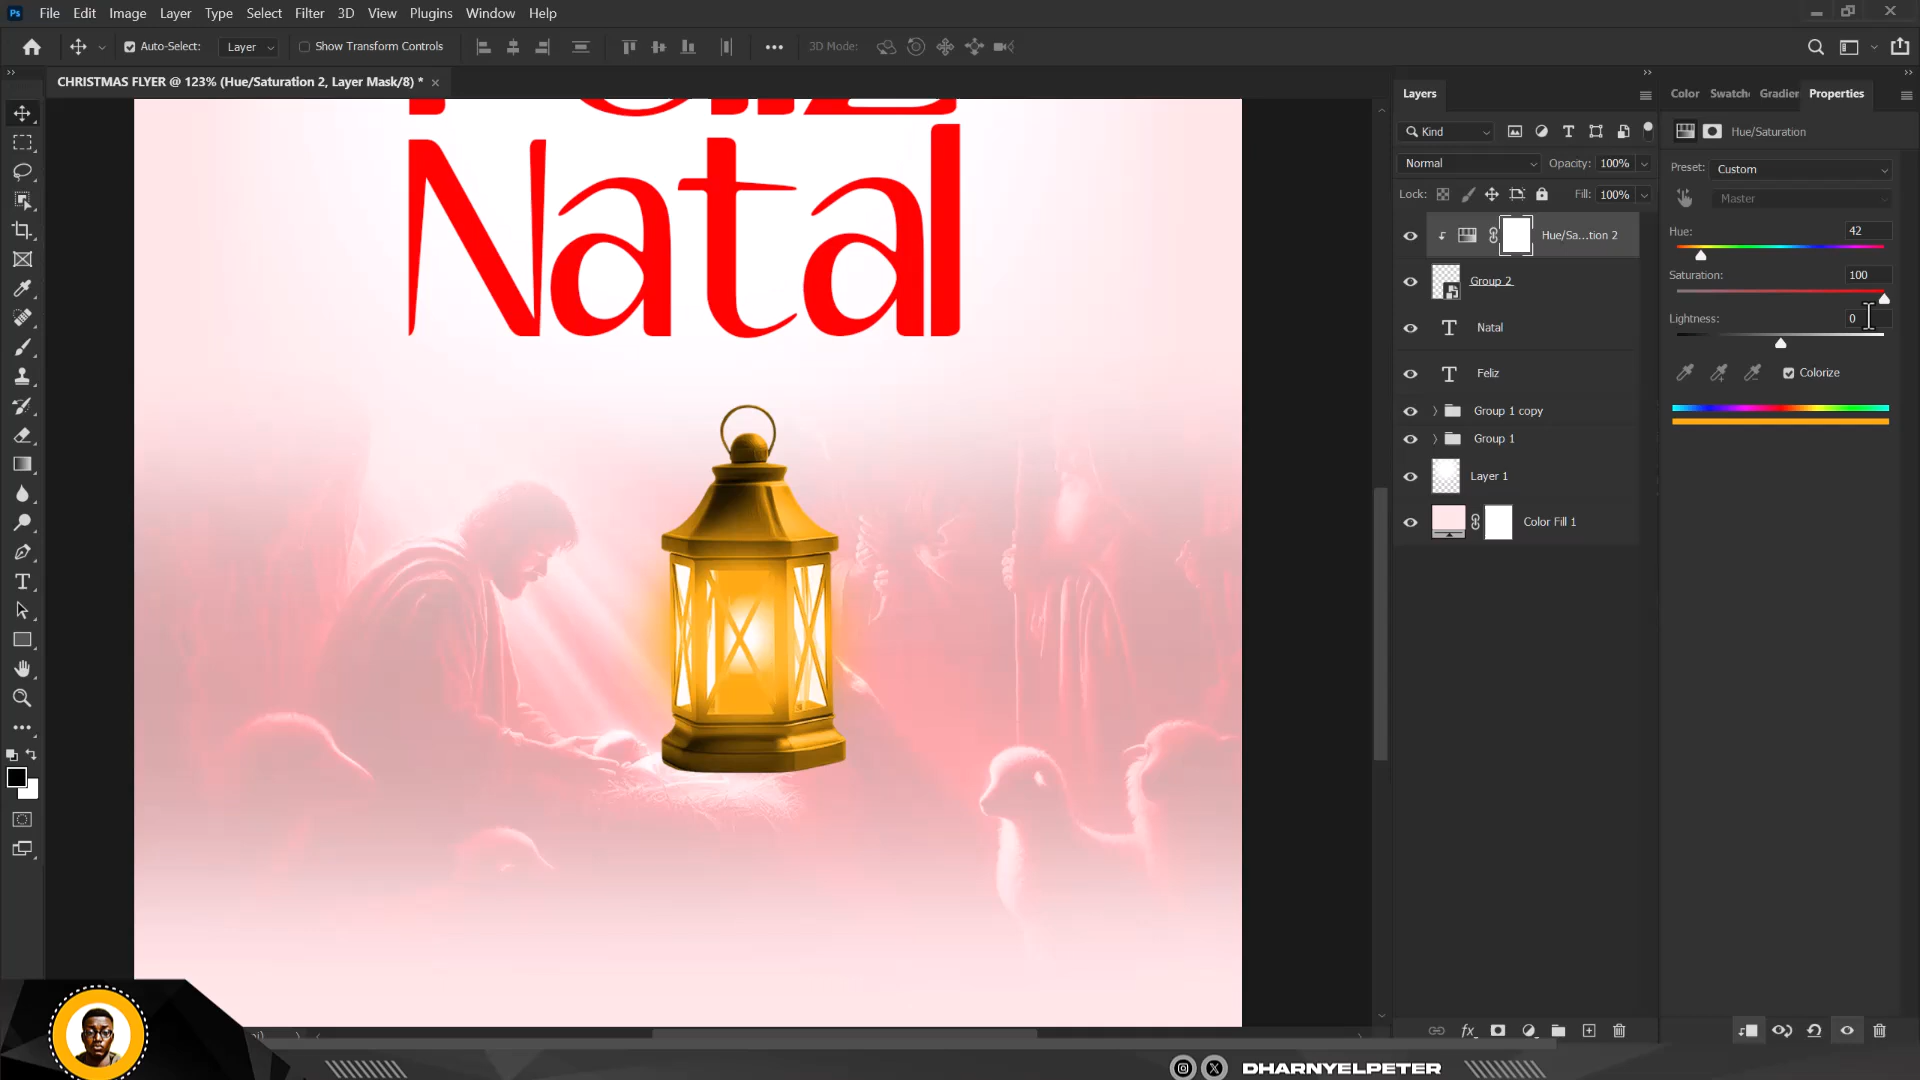 Ps File Edit Image Layer Type Select Filter 3D View Plugins Window Help
Auto-Select: Layer Show Transform Controls 3D Mode:
CHRISTMAS FLYER @ 123% (Hue/Saturation 2, Layer Mask/8) *
Feliz
Natal
Layers
Kind
Normal Opacity: 100%
Lock: Fill: 100%
Hue/Sa...tion 2
Group 2
Natal
Feliz
Group 1 copy
Group 1
Layer 1
Color Fill 1
Color Swatch Gradien Properties
Hue/Saturation
Preset: Custom
Master
Hue: 42
Saturation: 100
Lightness: 0
Colorize
DHARNYELPETER